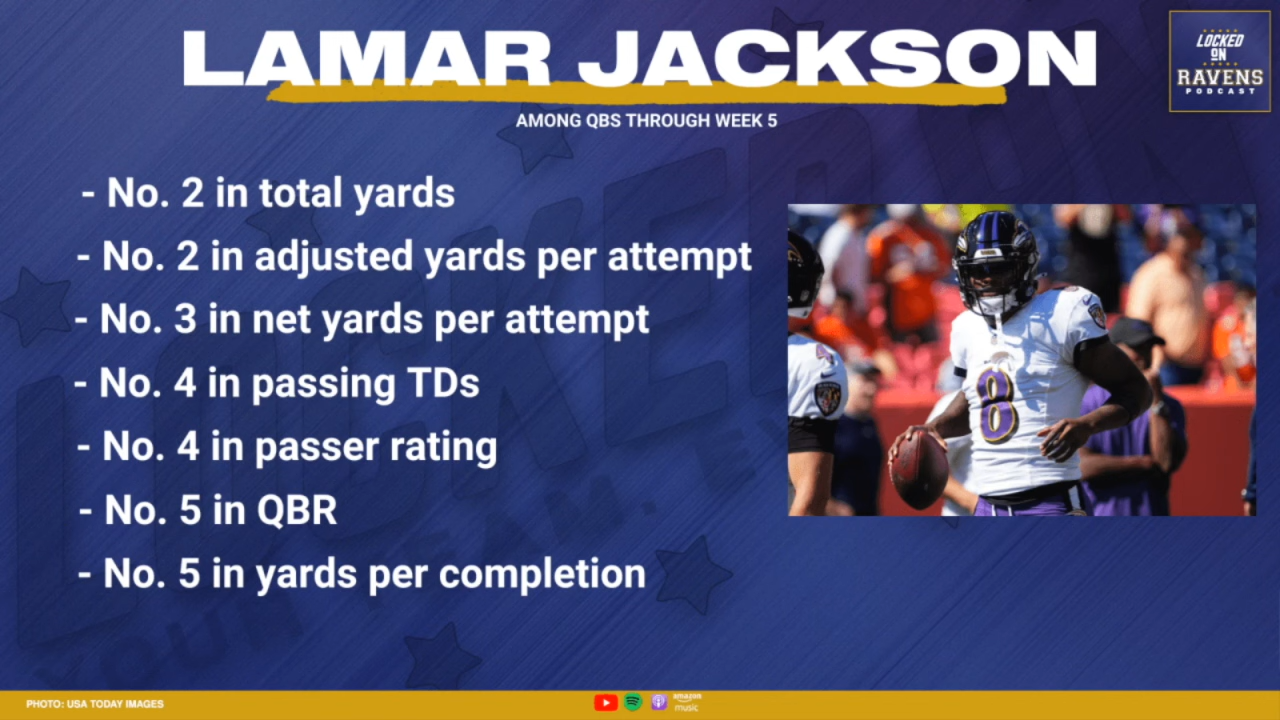 LAMAR JACKSON
LOCKED
ON
RAVENS
PODCAST
AMONG QBS THROUGH WEEK 5
- No. 2 in total yards
- No. 2 in adjusted yards per attempt
- No. 3 in net yards per attempt
- No. 4 in passing TDs
- No. 4 in passer rating
- No. 5 in QBR
- No. 5 in yards per completion
8
PHOTO: USA TODAY IMAGES
amazon
music